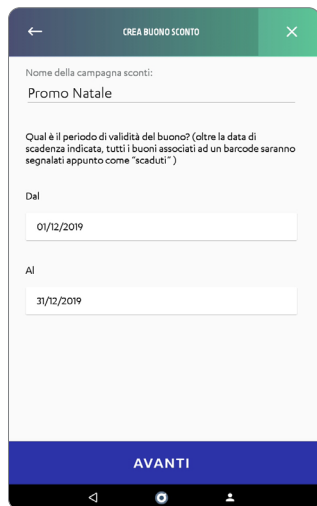 CREA BUONO SCONTO
Nome della campagna sconti:
Promo Natale
Qual è il periodo di validità del buono? (oltre la data di
scadenza indicata, tutti i buoni associati ad un barcode saranno
segnalati appunto come "scaduti" )
Dal
01/12/2019
Al
31/12/2019
AVANTI